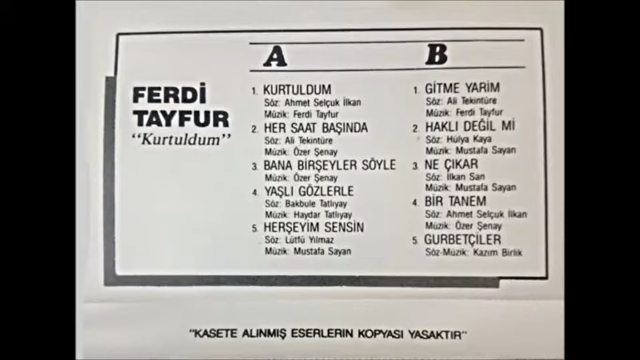 FERDİ
TAYFUR
"Kurtuldum"
A
1. KURTULDUM
Söz: Ahmet Selçuk İlkan
Müzik: Ferdi Tayfur
2. HER SAAT BAŞINDA
Söz: Ali Tekintüre
Müzik: Özer Şenay
3. BANA BİRŞEYLER SÖYLE
Müzik: Özer Şenay
4. YAŞLI GÖZLERLE
Söz: Bakbule Tatlıyay
Müzik: Haydar Tatlıyay
5. HERŞEYİM SENSİN
Söz: Lütfü Yılmaz
Müzik: Mustafa Sayan
B
1. GİTME YARİM
Söz: Ali Tekintüre
Müzik: Ferdi Tayfur
2. HAKLI DEĞİL Mİ
Söz: Hülya Kaya
Müzik: Mustafa Sayan
3. NE ÇIKAR
Söz: İlkan San
Müzik: Mustafa Sayan
4. BİR TANEM
Söz: Ahmet Selçuk İlkan
Müzik: Özer Şenay
5. GURBETÇİLER
Söz-Müzik: Kazım Birlik
"KASETE ALINMIŞ ESERLERİN KOPYASI YASAKTIR"